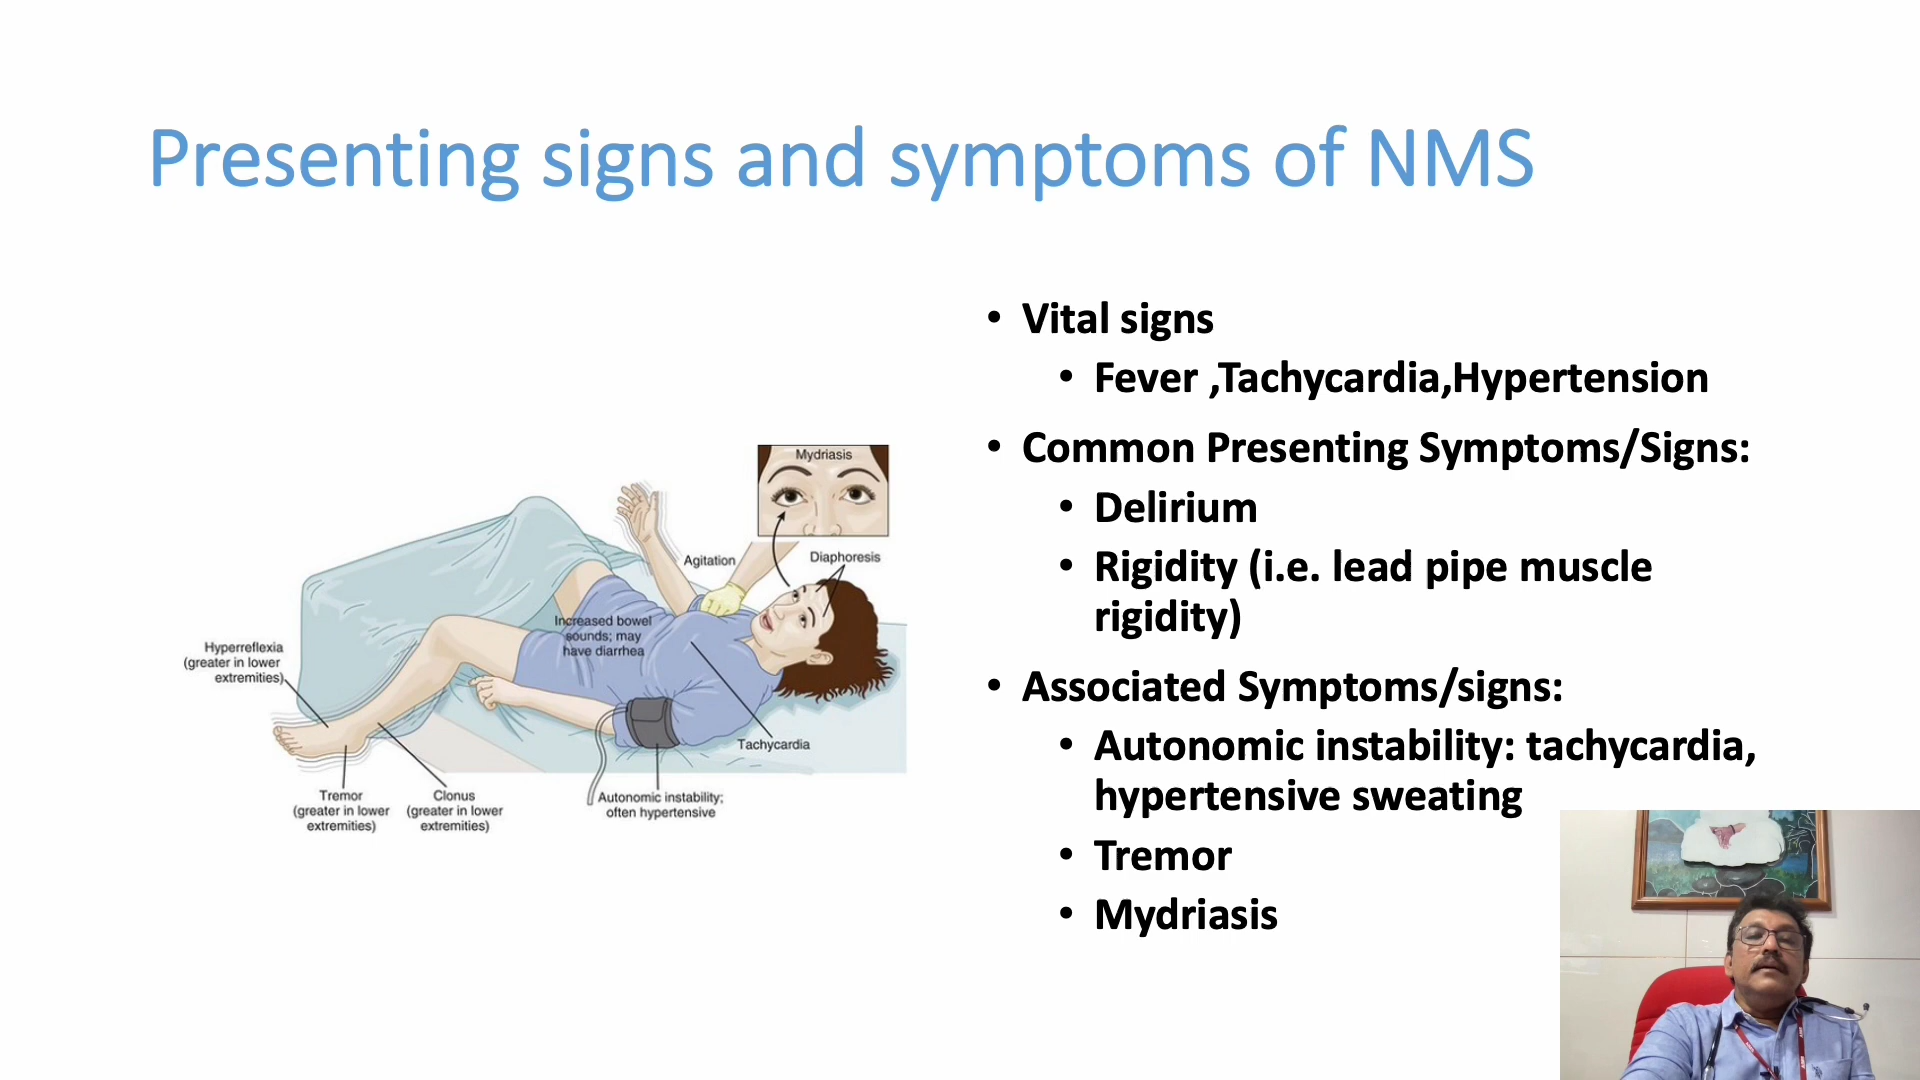 Presenting signs and symptoms of NMS
Mydriasis
Agitation
Diaphoresis
Increased bowel
sounds; may
have diarrhea
Hyperreflexia
(greater in lower
extremities)
Tachycardia
Tremor
(greater in lower
extremities)
Clonus
(greater in lower
extremities)
Autonomic instability;
often hypertensive
• Vital signs
• Fever ,Tachycardia,Hypertension
• Common Presenting Symptoms/Signs:
• Delirium
• Rigidity (i.e. lead pipe muscle
rigidity)
• Associated Symptoms/signs:
• Autonomic instability: tachycardia,
hypertensive sweating
• Tremor
• Mydriasis